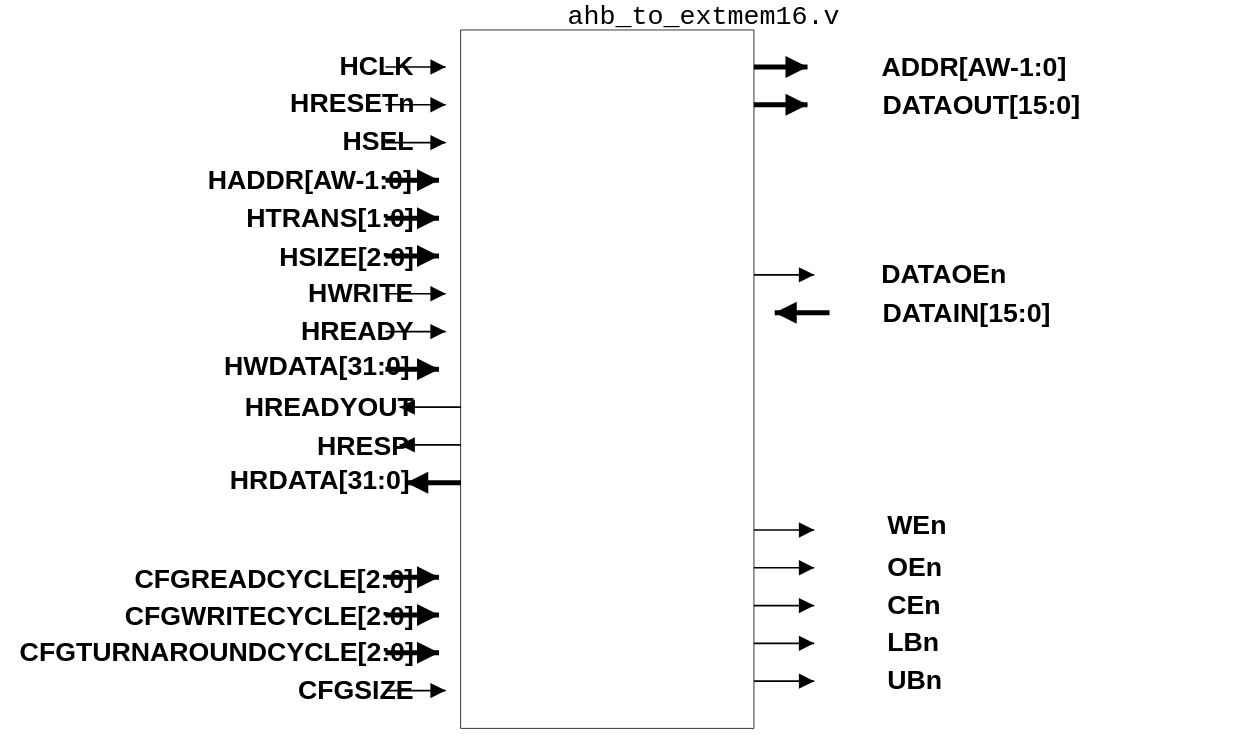 ahb_to_extmem16.v
HCLK
HRESETn
HSEL
HADDR[AW-1:0]
HTRANS[1:0]
HSIZE[2:0]
HWRITE
HREADY
HWDATA[31:0]
HREADYOUT
HRESP
HRDATA[31:0]
CFGREADCYCLE[2:0]
CFGWRITECYCLE[2:0]
CFGTURNAROUNDCYCLE[2:0]
CFGSIZE
ADDR[AW-1:0]
DATAOUT[15:0]
DATAOEn
DATAIN[15:0]
WEn
OEn
CEn
LBn
UBn